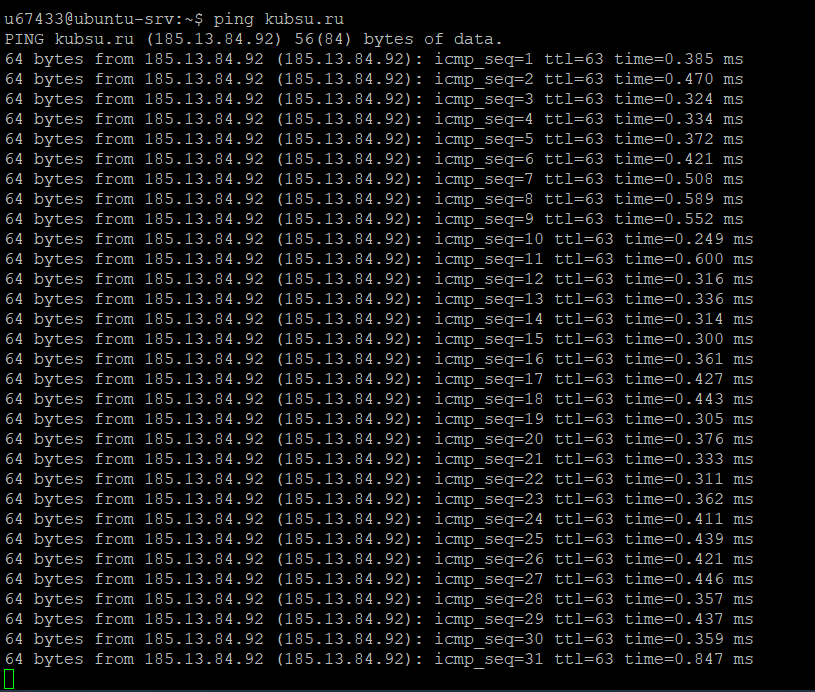 u67433@ubuntu-srv:~$ ping kubsu.ru
PING kubsu.ru (185.13.84.92) 56(84) bytes of data.
64 bytes from 185.13.84.92 (185.13.84.92): icmp_seq=1 ttl=63 time=0.385 ms
64 bytes from 185.13.84.92 (185.13.84.92): icmp_seq=2 ttl=63 time=0.470 ms
64 bytes from 185.13.84.92 (185.13.84.92): icmp_seq=3 ttl=63 time=0.324 ms
64 bytes from 185.13.84.92 (185.13.84.92): icmp_seq=4 ttl=63 time=0.334 ms
64 bytes from 185.13.84.92 (185.13.84.92): icmp_seq=5 ttl=63 time=0.372 ms
64 bytes from 185.13.84.92 (185.13.84.92): icmp_seq=6 ttl=63 time=0.421 ms
64 bytes from 185.13.84.92 (185.13.84.92): icmp_seq=7 ttl=63 time=0.508 ms
64 bytes from 185.13.84.92 (185.13.84.92): icmp_seq=8 ttl=63 time=0.589 ms
64 bytes from 185.13.84.92 (185.13.84.92): icmp_seq=9 ttl=63 time=0.552 ms
64 bytes from 185.13.84.92 (185.13.84.92): icmp_seq=10 ttl=63 time=0.249 ms
64 bytes from 185.13.84.92 (185.13.84.92): icmp_seq=11 ttl=63 time=0.600 ms
64 bytes from 185.13.84.92 (185.13.84.92): icmp_seq=12 ttl=63 time=0.316 ms
64 bytes from 185.13.84.92 (185.13.84.92): icmp_seq=13 ttl=63 time=0.336 ms
64 bytes from 185.13.84.92 (185.13.84.92): icmp_seq=14 ttl=63 time=0.314 ms
64 bytes from 185.13.84.92 (185.13.84.92): icmp_seq=15 ttl=63 time=0.300 ms
64 bytes from 185.13.84.92 (185.13.84.92): icmp_seq=16 ttl=63 time=0.361 ms
64 bytes from 185.13.84.92 (185.13.84.92): icmp_seq=17 ttl=63 time=0.427 ms
64 bytes from 185.13.84.92 (185.13.84.92): icmp_seq=18 ttl=63 time=0.443 ms
64 bytes from 185.13.84.92 (185.13.84.92): icmp_seq=19 ttl=63 time=0.305 ms
64 bytes from 185.13.84.92 (185.13.84.92): icmp_seq=20 ttl=63 time=0.376 ms
64 bytes from 185.13.84.92 (185.13.84.92): icmp_seq=21 ttl=63 time=0.333 ms
64 bytes from 185.13.84.92 (185.13.84.92): icmp_seq=22 ttl=63 time=0.311 ms
64 bytes from 185.13.84.92 (185.13.84.92): icmp_seq=23 ttl=63 time=0.362 ms
64 bytes from 185.13.84.92 (185.13.84.92): icmp_seq=24 ttl=63 time=0.411 ms
64 bytes from 185.13.84.92 (185.13.84.92): icmp_seq=25 ttl=63 time=0.439 ms
64 bytes from 185.13.84.92 (185.13.84.92): icmp_seq=26 ttl=63 time=0.421 ms
64 bytes from 185.13.84.92 (185.13.84.92): icmp_seq=27 ttl=63 time=0.446 ms
64 bytes from 185.13.84.92 (185.13.84.92): icmp_seq=28 ttl=63 time=0.357 ms
64 bytes from 185.13.84.92 (185.13.84.92): icmp_seq=29 ttl=63 time=0.437 ms
64 bytes from 185.13.84.92 (185.13.84.92): icmp_seq=30 ttl=63 time=0.359 ms
64 bytes from 185.13.84.92 (185.13.84.92): icmp_seq=31 ttl=63 time=0.847 ms